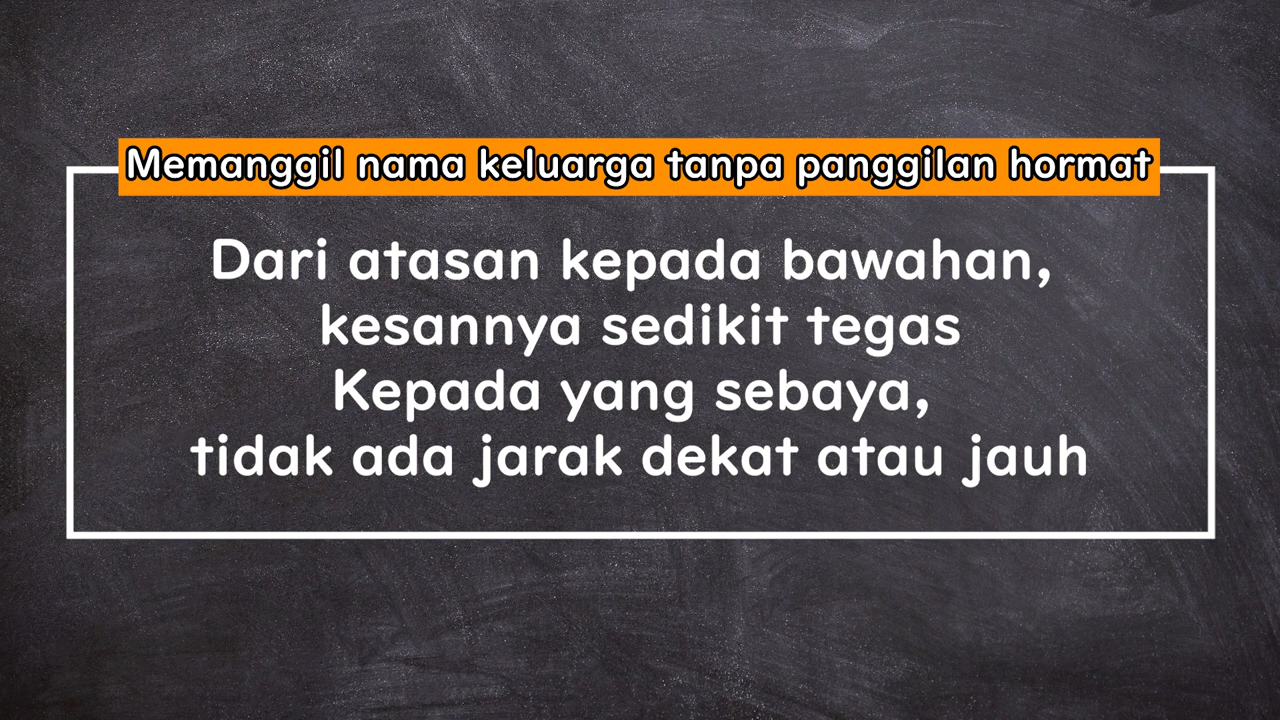 Memanggil nama keluarga tanpa panggilan hormat
Dari atasan kepada bawahan,
kesannya sedikit tegas
Kepada yang sebaya,
tidak ada jarak dekat atau jauh